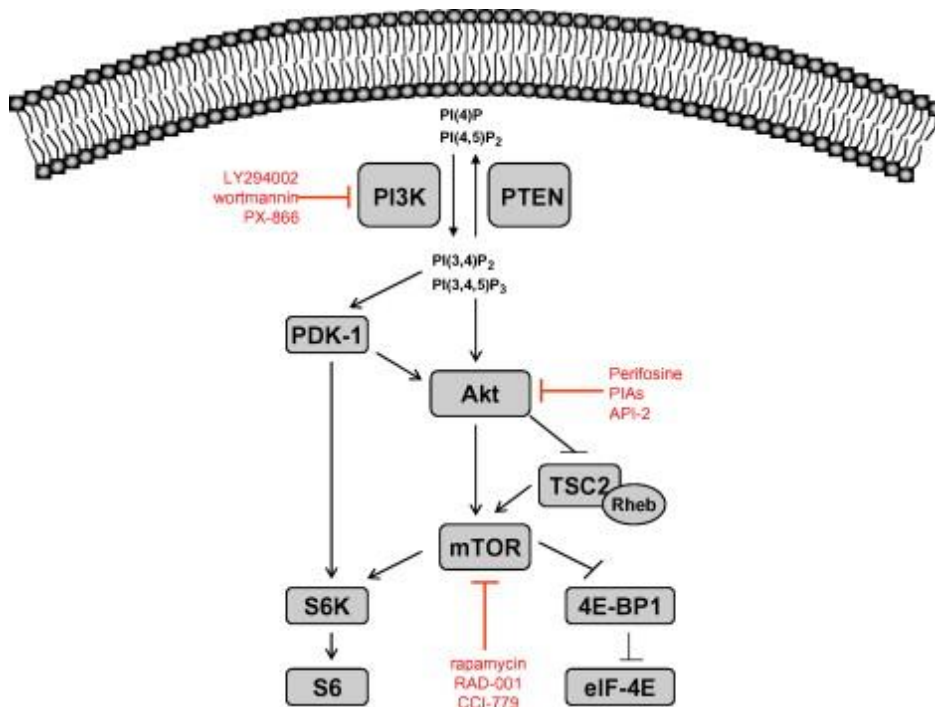 PI(4)P
PI(4,5)P₂
LY294002
wortmannin
PX-866
PI3K
PTEN
PI(3,4)P₂
PI(3,4,5)P₃
PDK-1
Akt
Perifosine
PIAs
API-2
TSC2
Rheb
mTOR
S6K
4E-BP1
S6
rapamycin
RAD-001
CCI-779
eIF-4E